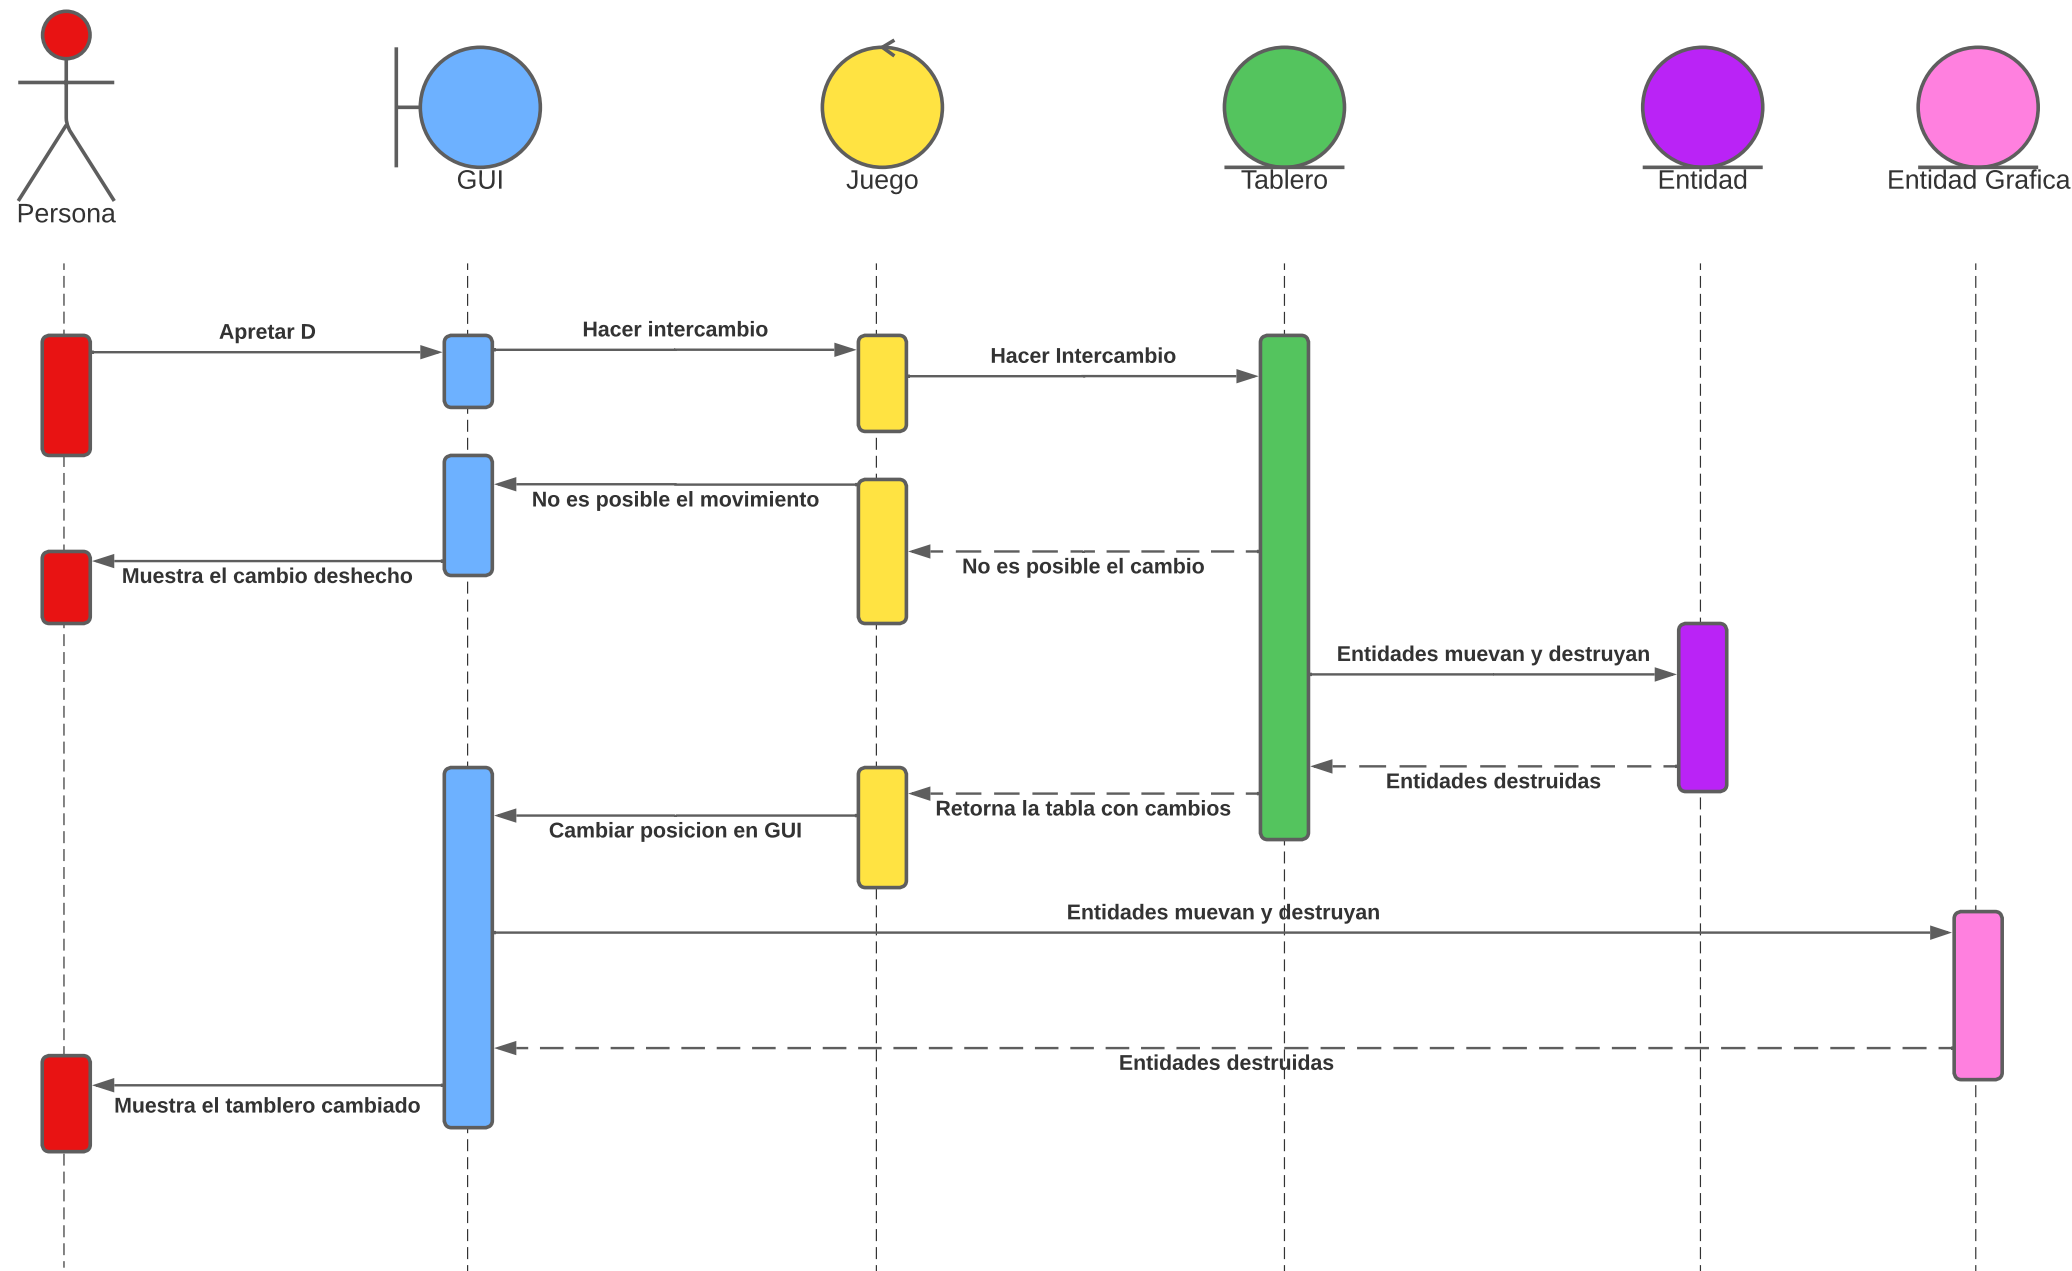 Persona
GUI
Juego
Tablero
Entidad
Entidad Grafica
Apretar D
Hacer intercambio
Hacer Intercambio
No es posible el movimiento
No es posible el cambio
Muestra el cambio deshecho
Entidades muevan y destruyan
Entidades destruidas
Retorna la tabla con cambios
Cambiar posicion en GUI
Entidades muevan y destruyan
Entidades destruidas
Muestra el tamblero cambiado